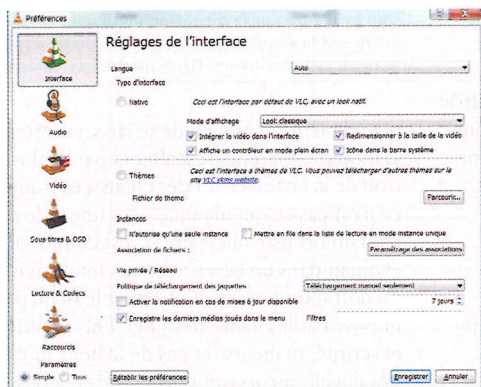 Préférences
Réglages de l'interface
Interface
Langue
Auto
Type d'interface
Native
Ceci est l'interface par défaut de VLC, avec un look natif.
Mode d'affichage
Look classique
Intégrer la vidéo dans l'interface
Redimensionner à la taille de la vidéo
Affiche un contrôleur en mode plein écran
Icône dans la barre système
Audio
Thèmes
Ceci est l'interface à thèmes de VLC. Vous pouvez télécharger d'autres thèmes sur le
site VLC skins website.
Fichier de thème
Parcourir...
Vidéo
Instances
N'autorise qu'une seule instance
Mettre en file dans la liste de lecture en mode instance unique
Association de fichiers :
Paramétrage des associations
Sous titres & OSD
Vie privée / Réseau
Politique de téléchargement des jaquettes
Téléchargement manuel seulement
Activer la notification en cas de mises à jour disponible
7 jours
Lecture & Codecs
Enregistre les derniers médias joués dans le menu
Filtres
Raccourcis
Paramètres
Simple
Tous
Rétablir les préférences
Enregistrer
Annuler